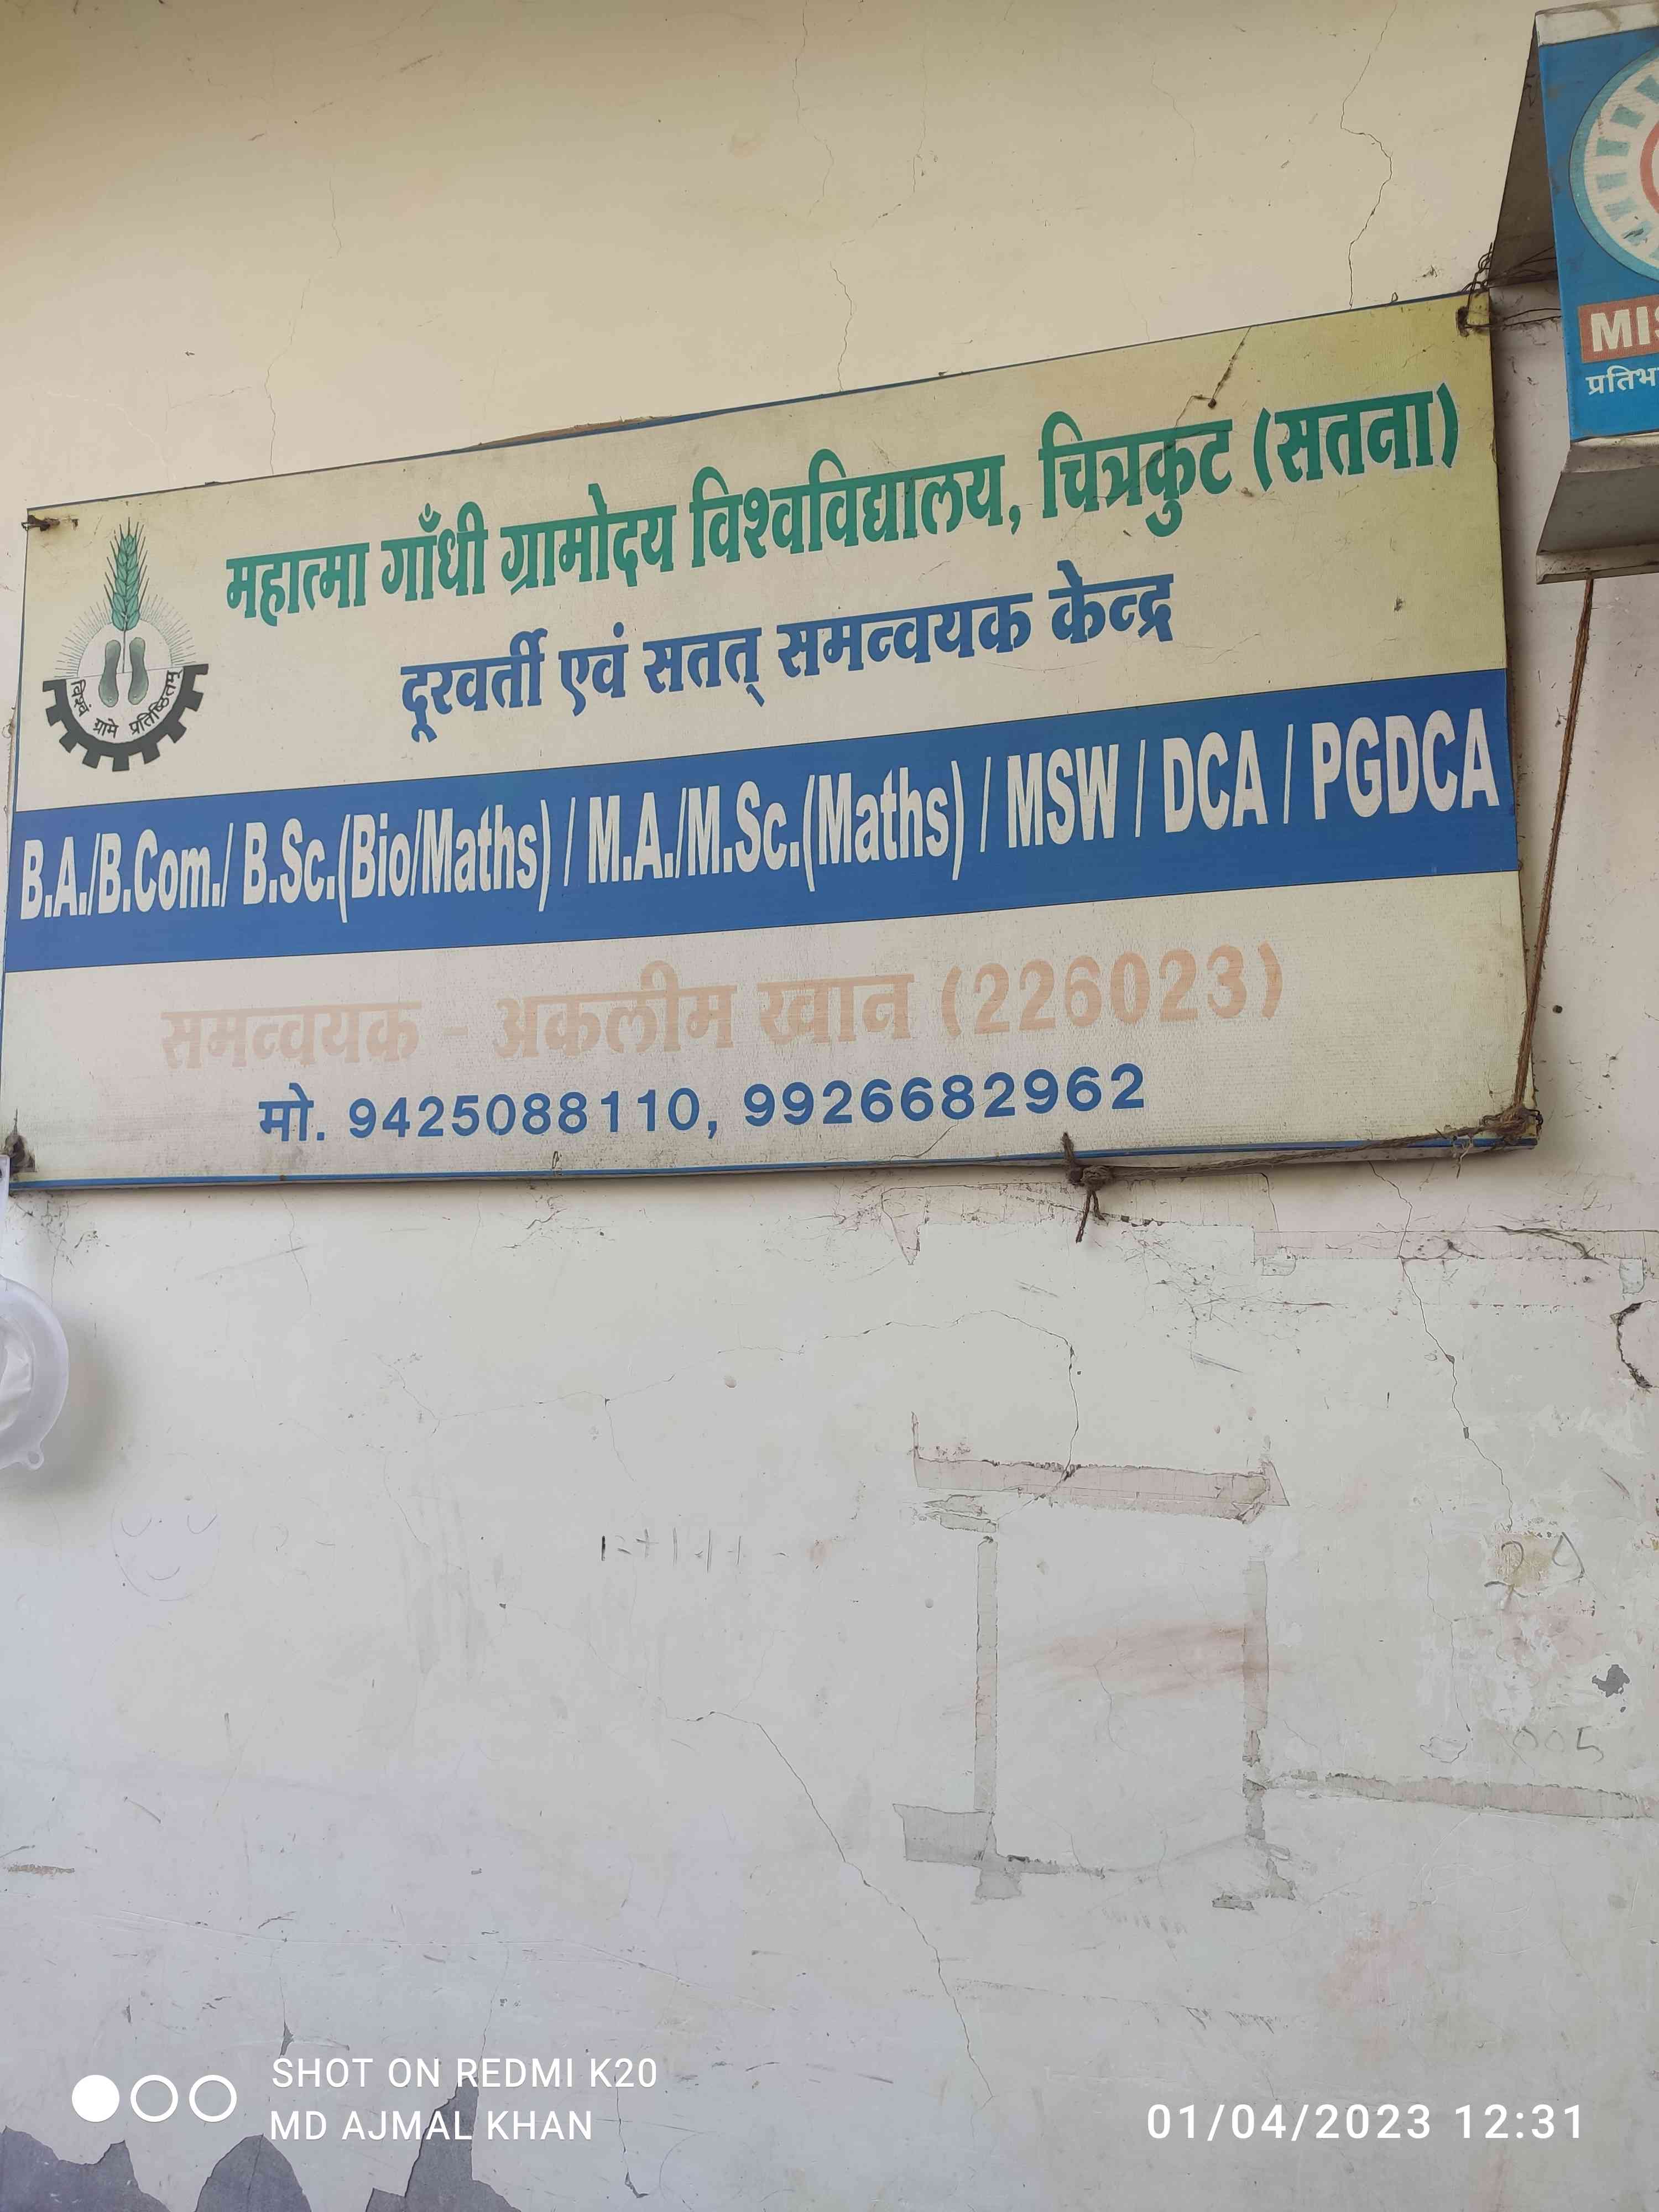 महात्मा गाँधी ग्रामोदय विश्वविद्यालय, चित्रकुट (सतना)
दूरवर्ती एवं सतत् समन्वयक केन्द्र
विश्वं ग्रामे प्रतिष्ठितम्
B.A./B.Com./ B.Sc.(Bio/Maths) / M.A./M.Sc.(Maths) / MSW / DCA / PGDCA
समन्वयक - अकलीम खान (226023)
मो. 9425088110, 9926682962
SHOT ON REDMI K20
MD AJMAL KHAN
01/04/2023 12:31